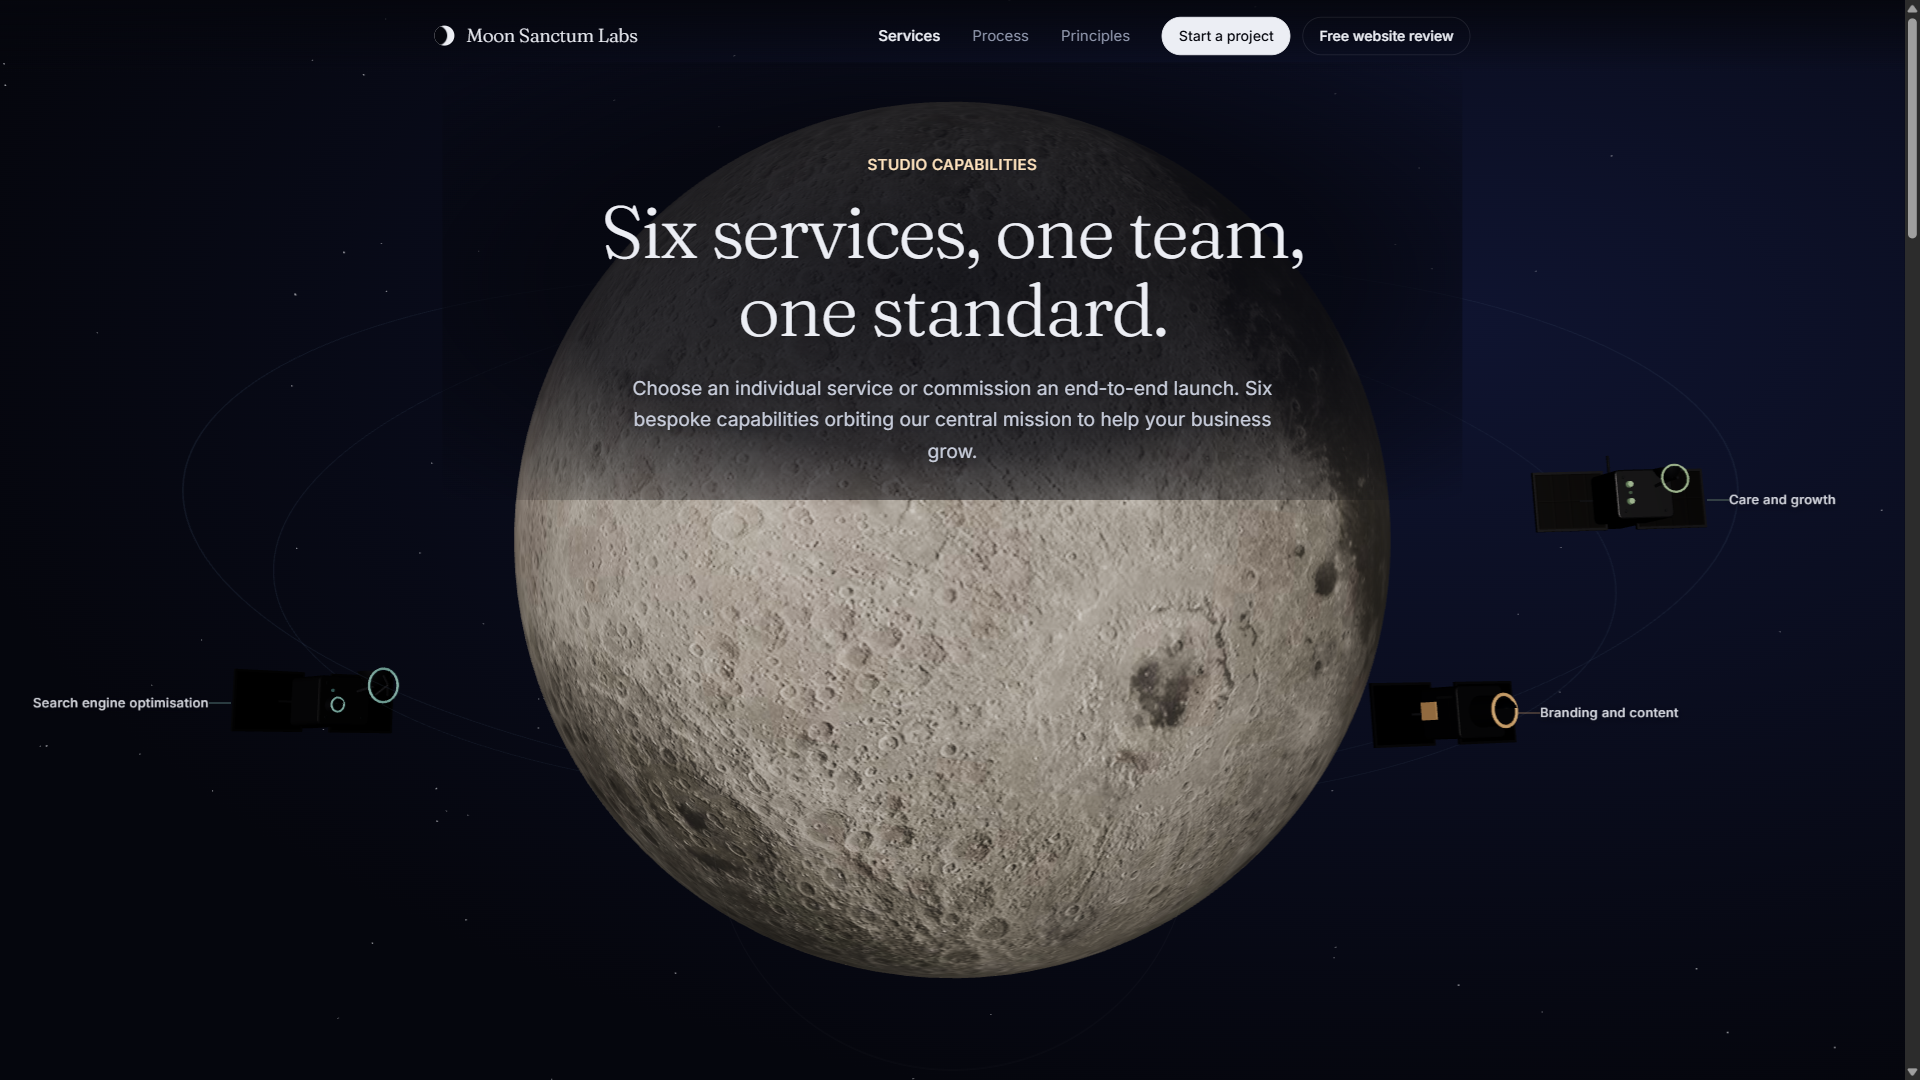 Moon Sanctum Labs
Services
Process
Principles
Start a project
Free website review
STUDIO CAPABILITIES
Six services, one team,
one standard.
Choose an individual service or commission an end-to-end launch. Six
bespoke capabilities orbiting our central mission to help your business
grow.
Care and growth
Search engine optimisation
Branding and content